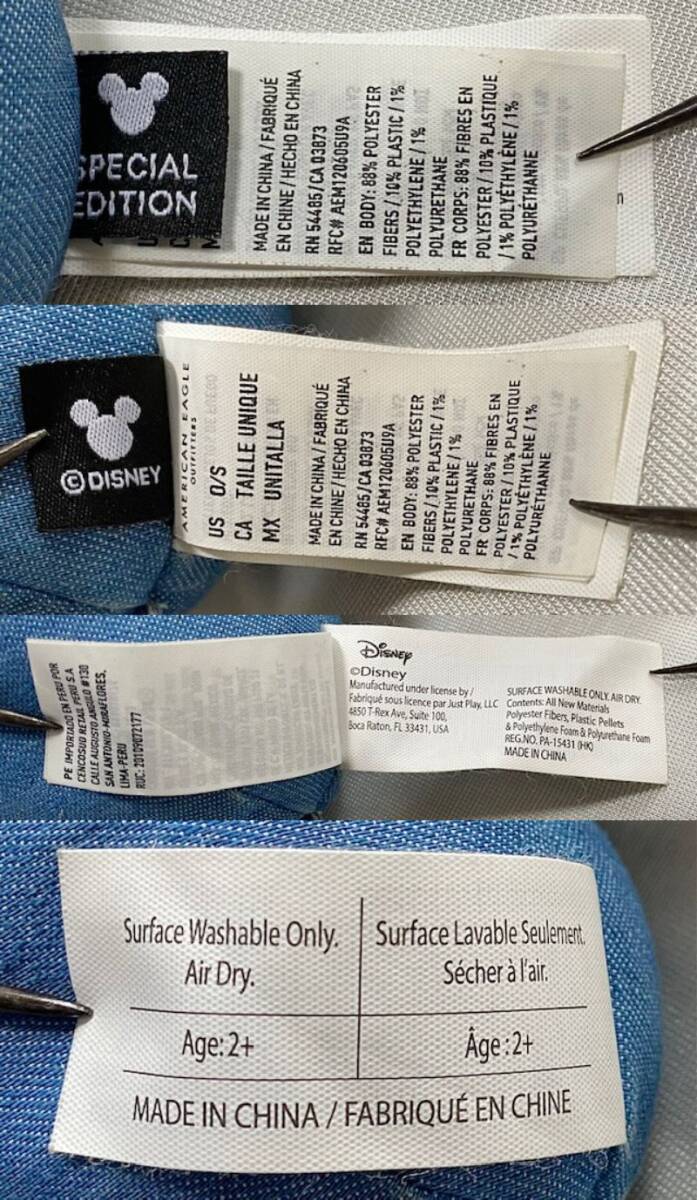 SPECIAL
EDITION
MADE IN CHINA / FABRIQUÉ
EN CHINE / HECHO EN CHINA
RN 54485 / CA 03873
RFC# AEM120605U9A
EN BODY: 88% POLYESTER
FIBERS / 10% PLASTIC / 1%
POLYETHYLENE / 1%
POLYURETHANE
FR CORPS: 88% FIBRES EN
POLYESTER / 10% PLASTIQUE
/ 1% POLYÉTHYLÈNE / 1%
POLYURÉTHANNE
© DISNEY
AMERICAN EAGLE
OUTFITTERS
US O/S
CA TAILLE UNIQUE
MX UNITALLA
MADE IN CHINA / FABRIQUÉ
EN CHINE / HECHO EN CHINA
RN 54485 / CA 03873
RFC# AEM120605U9A
EN BODY: 88% POLYESTER
FIBERS / 10% PLASTIC / 1%
POLYETHYLENE / 1%
POLYURETHANE
FR CORPS: 88% FIBRES EN
POLYESTER / 10% PLASTIQUE
/ 1% POLYÉTHYLÈNE / 1%
POLYURÉTHANNE
PE IMPORTADO EN PERU POR
CENCOSUD RETAIL PERU S.A
CALLE AUGUSTO ANGULO #130
SAN ANTONIO-MIRAFLORES,
LIMA-PERU
RUC: 20109072177
Disney
©Disney
Manufactured under license by /
Fabriqué sous licence par Just Play, LLC
4850 T-Rex Ave, Suite 100,
Boca Raton, FL 33431, USA
SURFACE WASHABLE ONLY. AIR DRY.
Contents: All New Materials
Polyester Fibers, Plastic Pellets
& Polyethylene Foam & Polyurethane Foam
REG.NO. PA-15431 (HK)
MADE IN CHINA
Surface Washable Only.
Air Dry.
Surface Lavable Seulement.
Sécher à l'air.
Age: 2+
Âge : 2+
MADE IN CHINA / FABRIQUÉ EN CHINE